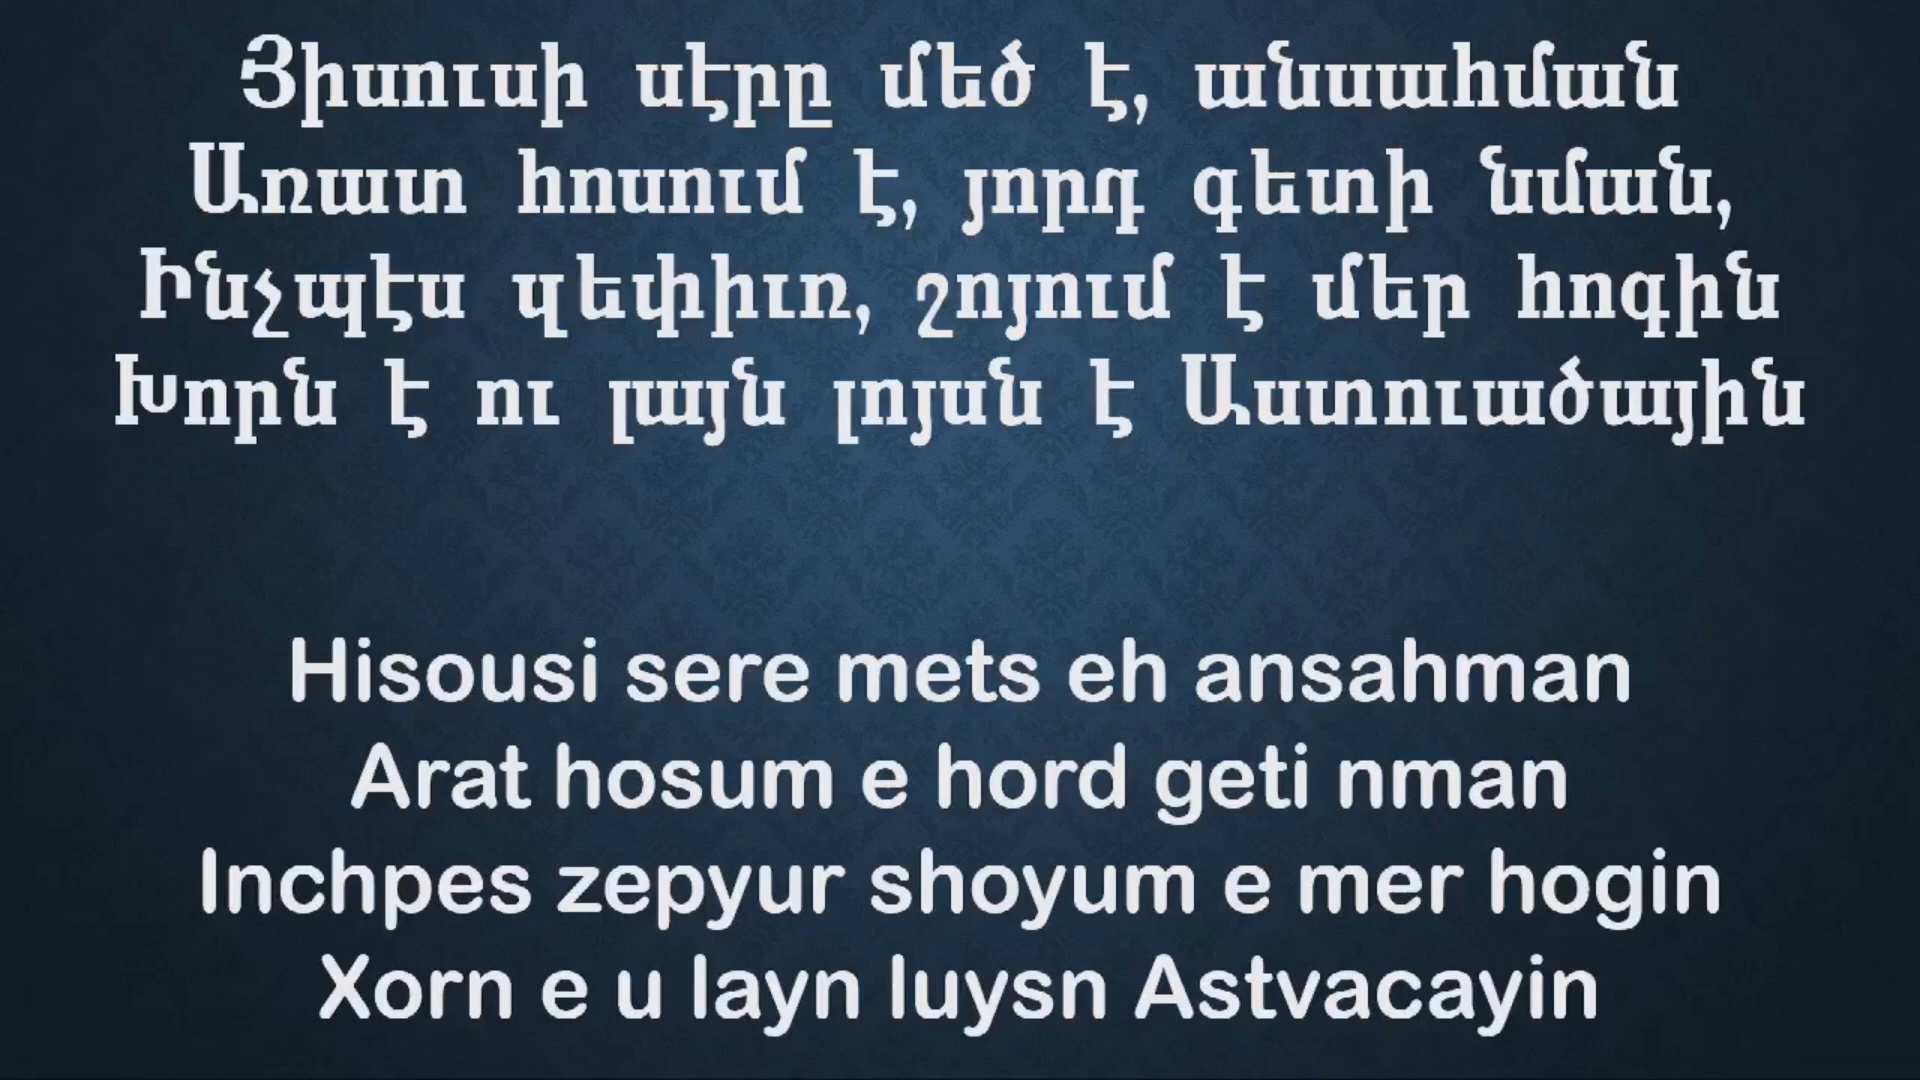 Յիսուսի սէրը մեծ է, անսահման
Առատ հոսում է, յորդ գետի նման,
Ինչպէս զեփիւռ, շոյում է մեր հոգին
Խորն է ու լայն լոյսն է Աստուածային
Hisousi sere mets eh ansahman
Arat hosum e hord geti nman
Inchpes zepyur shoyum e mer hogin
Xorn e u layn luysn Astvacayin